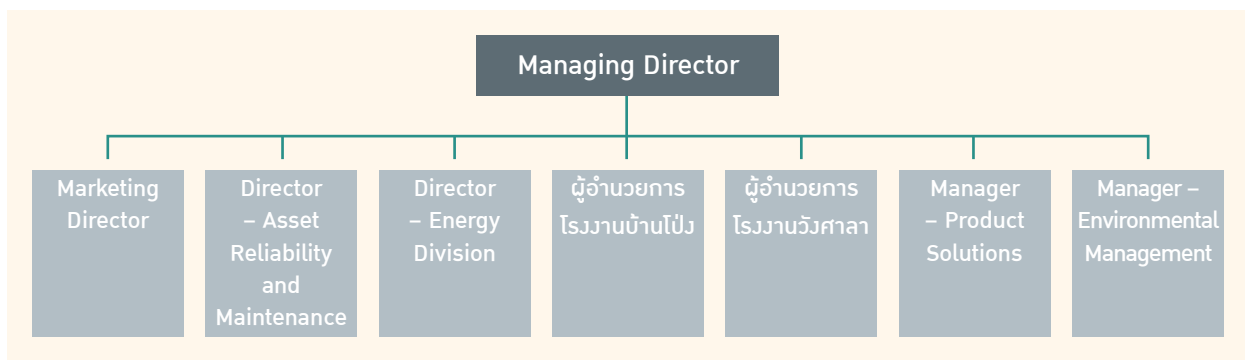 Managing Director
Marketing
Director
Director
– Asset
Reliability
and
Maintenance
Director
– Energy
Division
ผู้อำนวยการ
โรงงานบ้านโป่ง
ผู้อำนวยการ
โรงงานวังศาลา
Manager
– Product
Solutions
Manager –
Environmental
Management